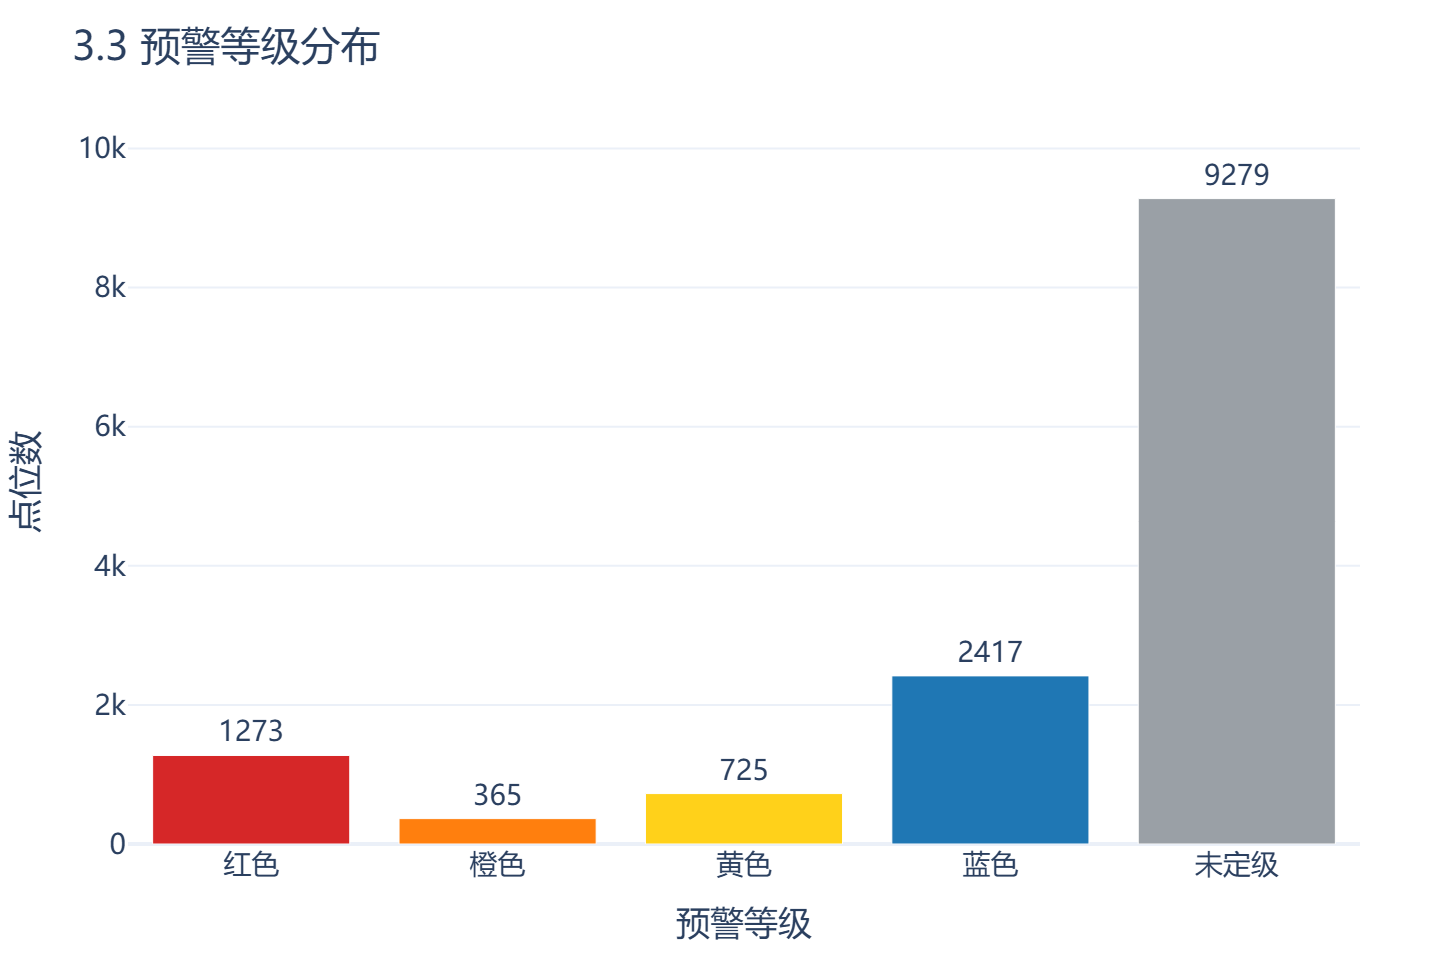 3.3 预警等级分布
10k
8k
6k
4k
2k
0
点位数
1273
365
725
2417
9279
红色
橙色
黄色
蓝色
未定级
预警等级